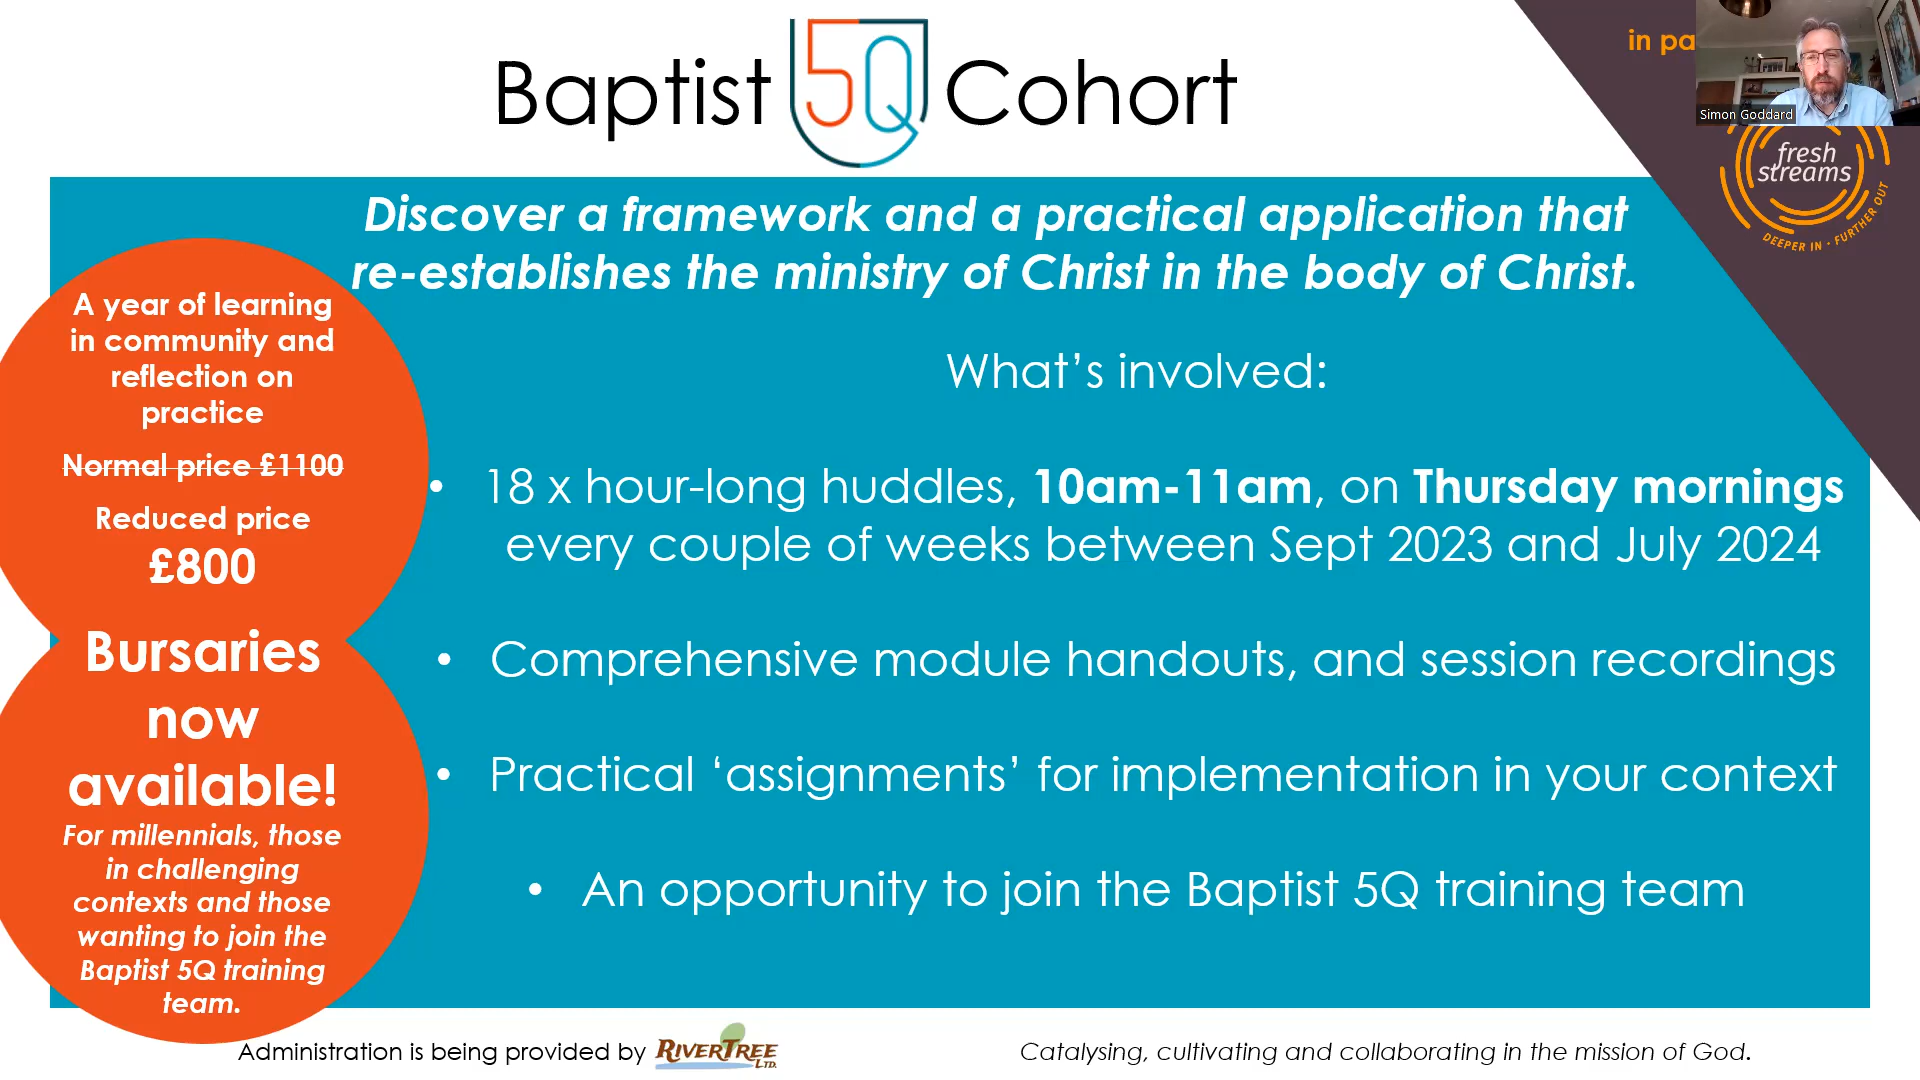 Baptist 5Q Cohort
in pa
Simon Goddard
fresh
streams
DEEPER IN • FURTHER OUT
Discover a framework and a practical application that
re-establishes the ministry of Christ in the body of Christ.
A year of learning
in community and
reflection on
practice
Normal price £1100
Reduced price
£800
Bursaries
now
available!
For millennials, those
in challenging
contexts and those
wanting to join the
Baptist 5Q training
team.
What’s involved:
• 18 x hour-long huddles, 10am-11am, on Thursday mornings
every couple of weeks between Sept 2023 and July 2024
• Comprehensive module handouts, and session recordings
• Practical ‘assignments’ for implementation in your context
• An opportunity to join the Baptist 5Q training team
Administration is being provided by RIVERTREE LTD.
Catalysing, cultivating and collaborating in the mission of God.